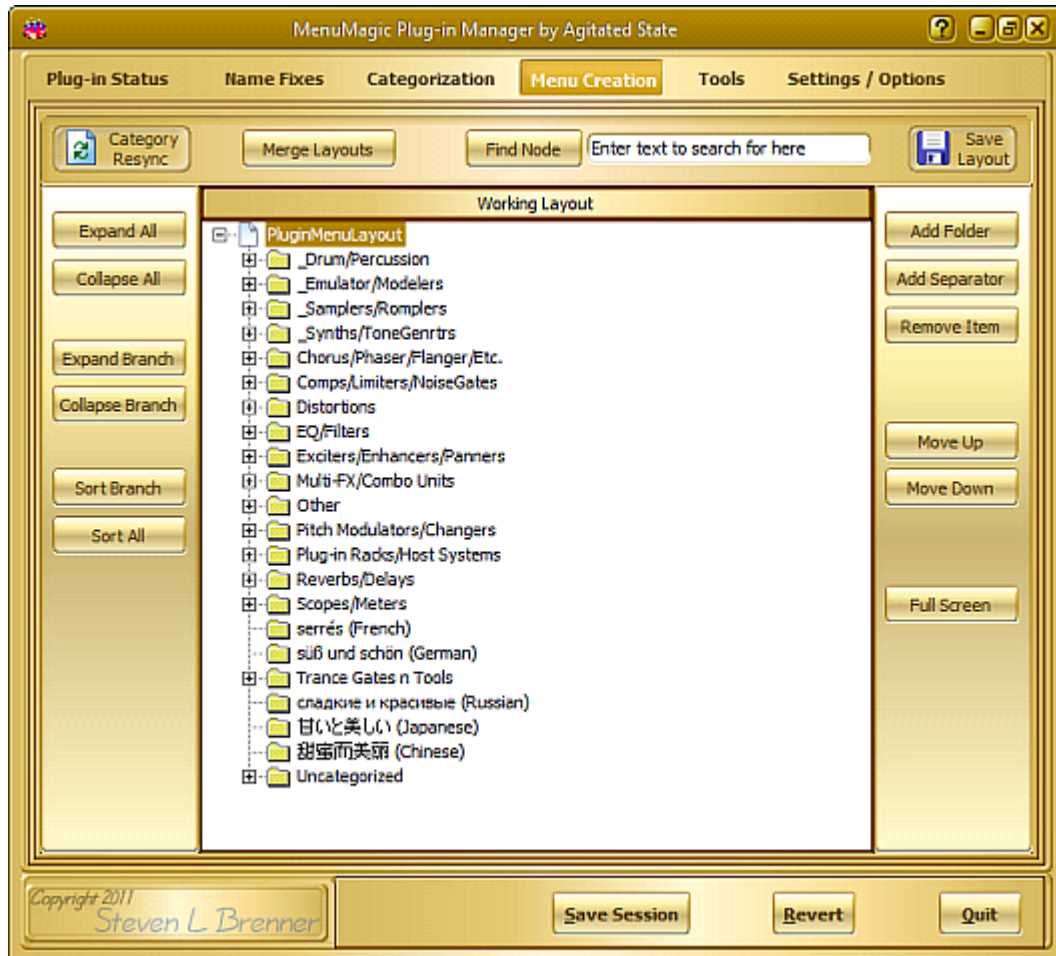 MenuMagic Plug-in Manager by Agitated State
Plug-in Status
Name Fixes
Categorization
Menu Creation
Tools
Settings / Options
Category
Resync
Merge Layouts
Find Node
Enter text to search for here
Save
Layout
Working Layout
Expand All
Collapse All
Expand Branch
Collapse Branch
Sort Branch
Sort All
PluginMenuLayout
_Drum/Percussion
_Emulator/Modelers
_Samplers/Romplers
_Synths/ToneGenrtrs
Chorus/Phaser/Flanger/Etc.
Comps/Limiters/NoiseGates
Distortions
EQ/Filters
Exciters/Enhancers/Panners
Multi-FX/Combo Units
Other
Pitch Modulators/Changers
Plug-in Racks/Host Systems
Reverbs/Delays
Scopes/Meters
serrés (French)
süß und schön (German)
Trance Gates n Tools
сладкие и красивые (Russian)
甘いと美しい (Japanese)
甜蜜而美丽 (Chinese)
Uncategorized
Add Folder
Add Separator
Remove Item
Move Up
Move Down
Full Screen
Copyright 2011
Steven L Brenner
Save Session
Revert
Quit